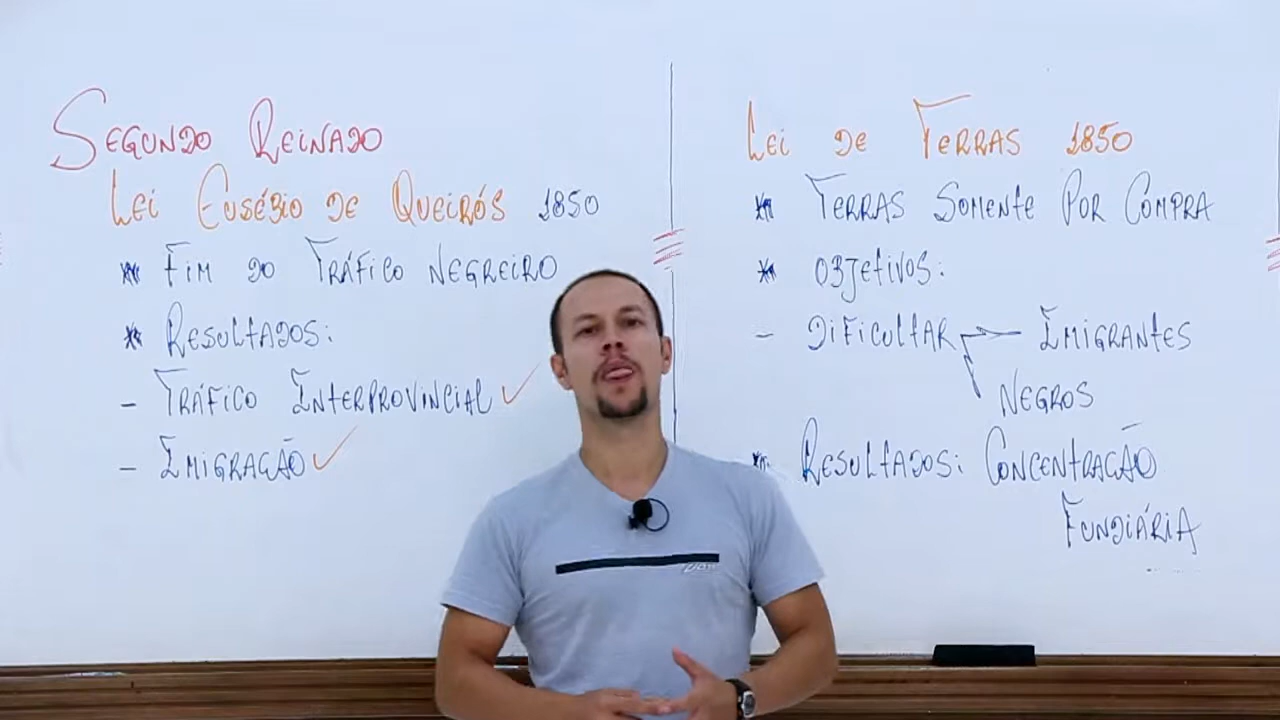 SEGUNDO REINADO
LEI EUSÉBIO DE QUEIRÓS 1850
* FIM DO TRÁFICO NEGREIRO
* RESULTADOS:
- TRÁFICO INTERPROVINCIAL ✓
- IMIGRAÇÃO ✓
LEI DE TERRAS 1850
* TERRAS SOMENTE POR COMPRA
* OBJETIVOS:
- DIFICULTAR IMIGRANTES
NEGROS
* RESULTADOS: CONCENTRAÇÃO
FUNDIÁRIA